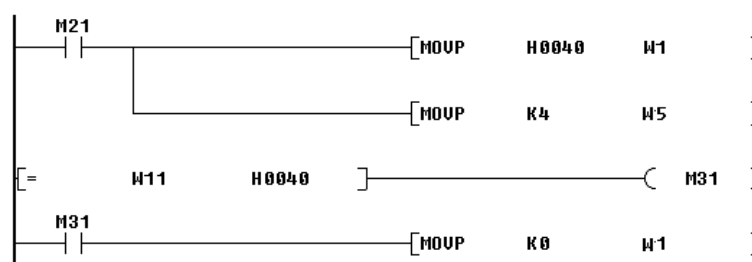 M21
MOVP H0040 W1
MOVP K4 W5
= W11 H0040 M31
M31
MOVP K0 W1